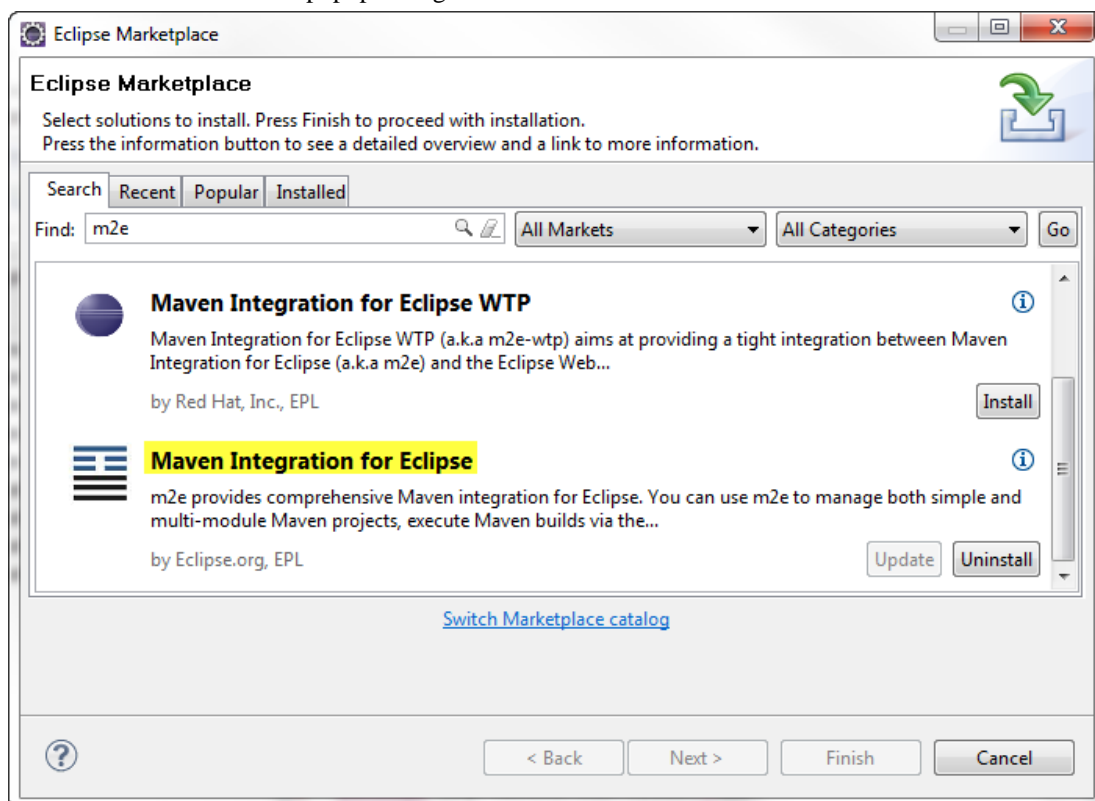 Eclipse Marketplace
Eclipse Marketplace
Select solutions to install. Press Finish to proceed with installation.
Press the information button to see a detailed overview and a link to more information.
Search Recent Popular Installed
Find: m2e All Markets All Categories Go
Maven Integration for Eclipse WTP
Maven Integration for Eclipse WTP (a.k.a m2e-wtp) aims at providing a tight integration between Maven
Integration for Eclipse (a.k.a m2e) and the Eclipse Web...
by Red Hat, Inc., EPL Install
Maven Integration for Eclipse
m2e provides comprehensive Maven integration for Eclipse. You can use m2e to manage both simple and
multi-module Maven projects, execute Maven builds via the...
by Eclipse.org, EPL Update Uninstall
Switch Marketplace catalog
< Back Next > Finish Cancel